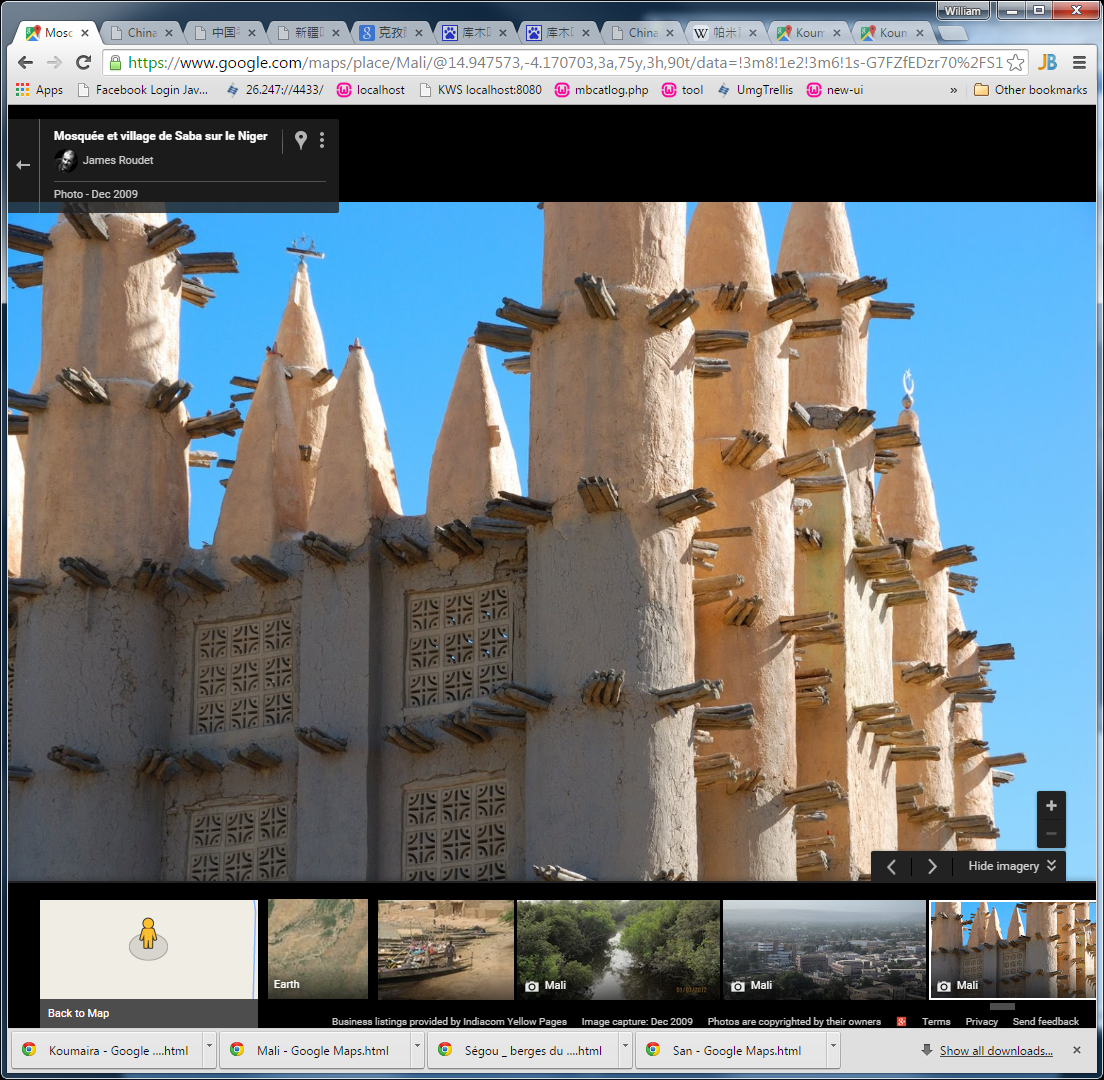 William
Mosq
China
中国
新疆
克孜
库木
库木
China
帕米
Koum
Koum
https://www.google.com/maps/place/Mali/@14.947573,-4.170703,3a,75y,3h,90t/data=!3m8!1e2!3m6!1s-G7FZfEDzr70%2FS1
JB
Apps
Facebook Login Jav...
26.247://4433/
localhost
KWS localhost:8080
mbcatlog.php
tool
UmgTrellis
new-ui
»
Other bookmarks
Mosquée et village de Saba sur le Niger
James Roudet
Photo - Dec 2009
Hide imagery
Earth
Mali
Mali
Mali
Back to Map
Business listings provided by Indiacom Yellow Pages
Image capture: Dec 2009
Photos are copyrighted by their owners
Terms
Privacy
Send feedback
Koumaira - Google ....html
Mali - Google Maps.html
Ségou _ berges du ....html
San - Google Maps.html
Show all downloads...